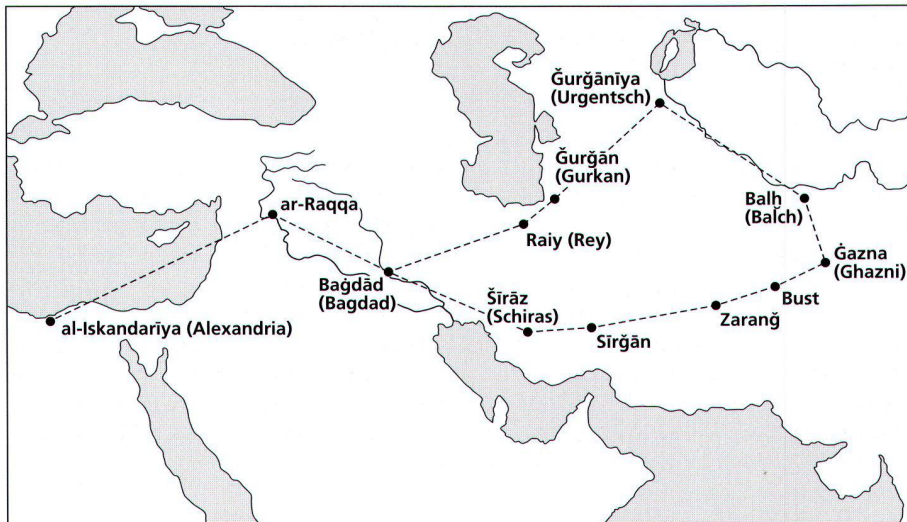 Ǧurǧānīya
(Urgentsch)
Ǧurǧān
(Gurkan)
ar-Raqqa
Balḫ
(Balch)
Raiy (Rey)
Ġazna
(Ghazni)
Baġdād
(Bagdad)
Šīrāz
(Schiras)
Bust
al-Iskandarīya (Alexandria)
Zaranǧ
Sīrǧān